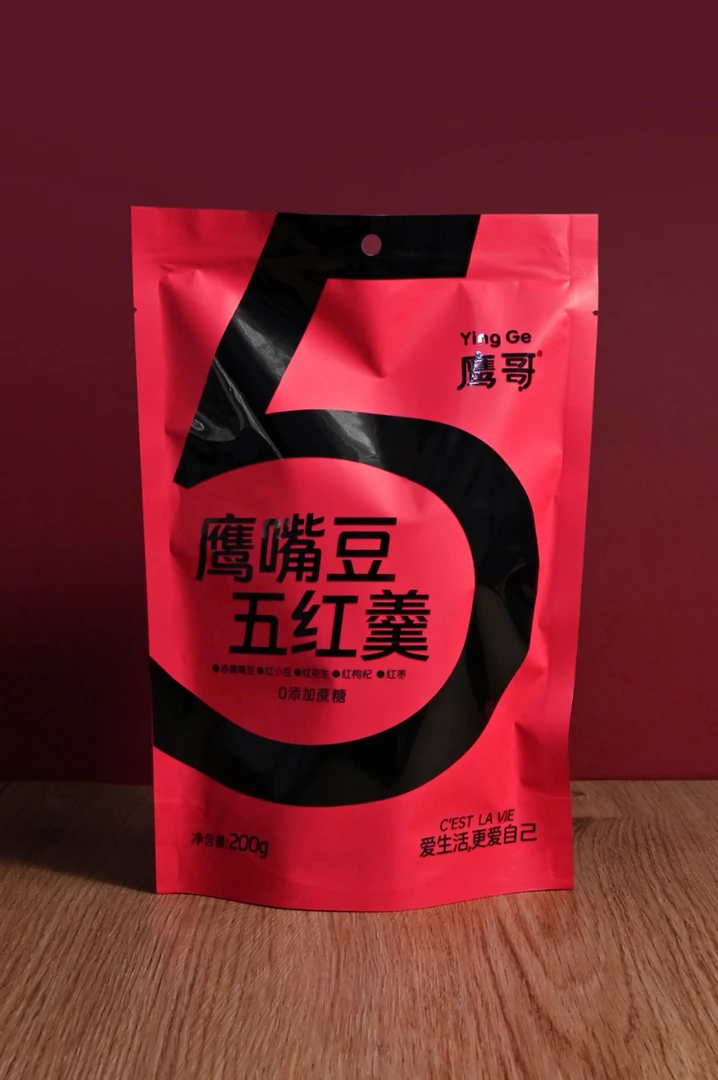 5
Ying Ge
鹰哥®
鹰嘴豆
五红羹
●赤鹰嘴豆●红小豆●红花生●红枸杞●红枣
0添加蔗糖
净含量:200g
C'EST LA VIE
爱生活,更爱自己